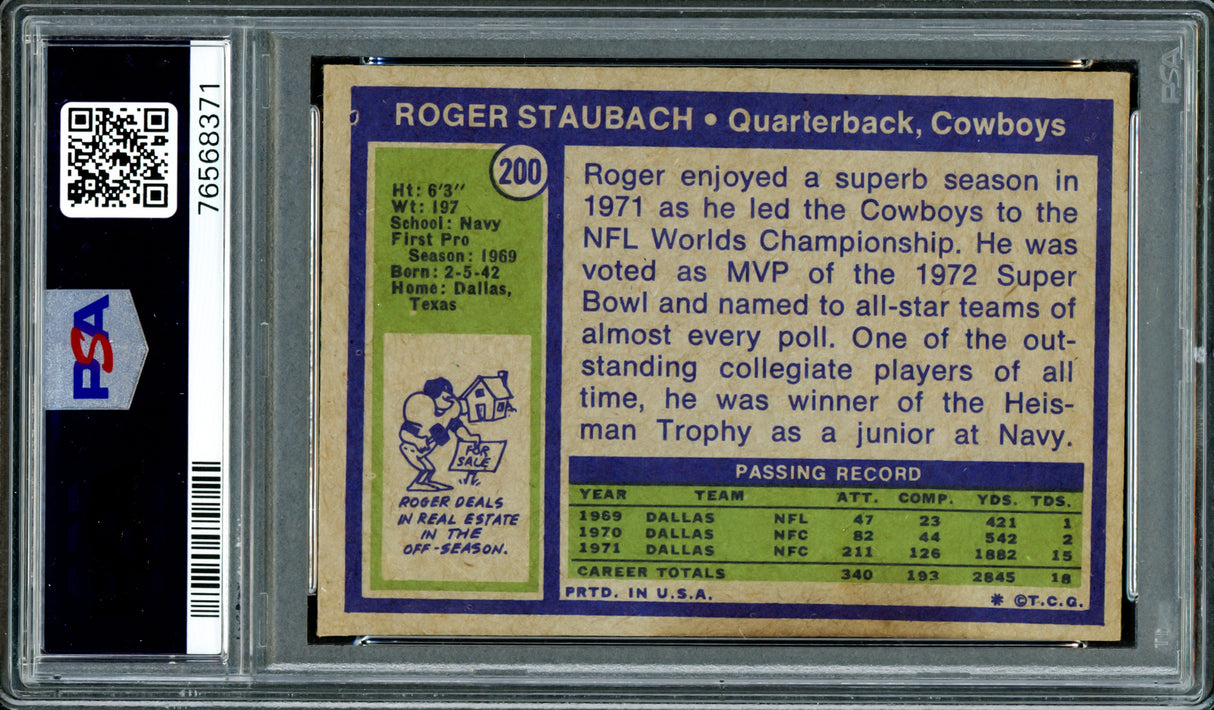 76568371
PSA
PSA
ROGER STAUBACH • Quarterback, Cowboys
200
Ht: 6'3''
Wt: 197
School: Navy
First Pro
Season: 1969
Born: 2-5-42
Home: Dallas,
Texas
FOR
SALE
ROGER DEALS
IN REAL ESTATE
IN THE
OFF-SEASON.
Roger enjoyed a superb season in
1971 as he led the Cowboys to the
NFL Worlds Championship. He was
voted as MVP of the 1972 Super
Bowl and named to all-star teams of
almost every poll. One of the out-
standing collegiate players of all
time, he was winner of the Heis-
man Trophy as a junior at Navy.
PASSING RECORD
YEAR TEAM ATT. COMP. YDS. TDS.
1969 DALLAS NFL 47 23 421 1
1970 DALLAS NFC 82 44 542 2
1971 DALLAS NFC 211 126 1882 15
CAREER TOTALS 340 193 2845 18
PRTD. IN U.S.A. * ©T.C.G.